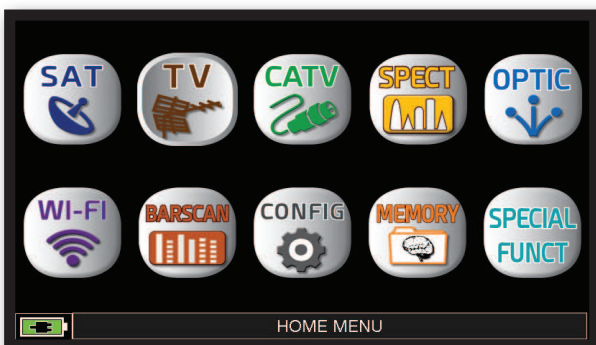 SAT TV CATV SPECT OPTIC
WI-FI BARSCAN CONFIG MEMORY SPECIAL
FUNCT
HOME MENU